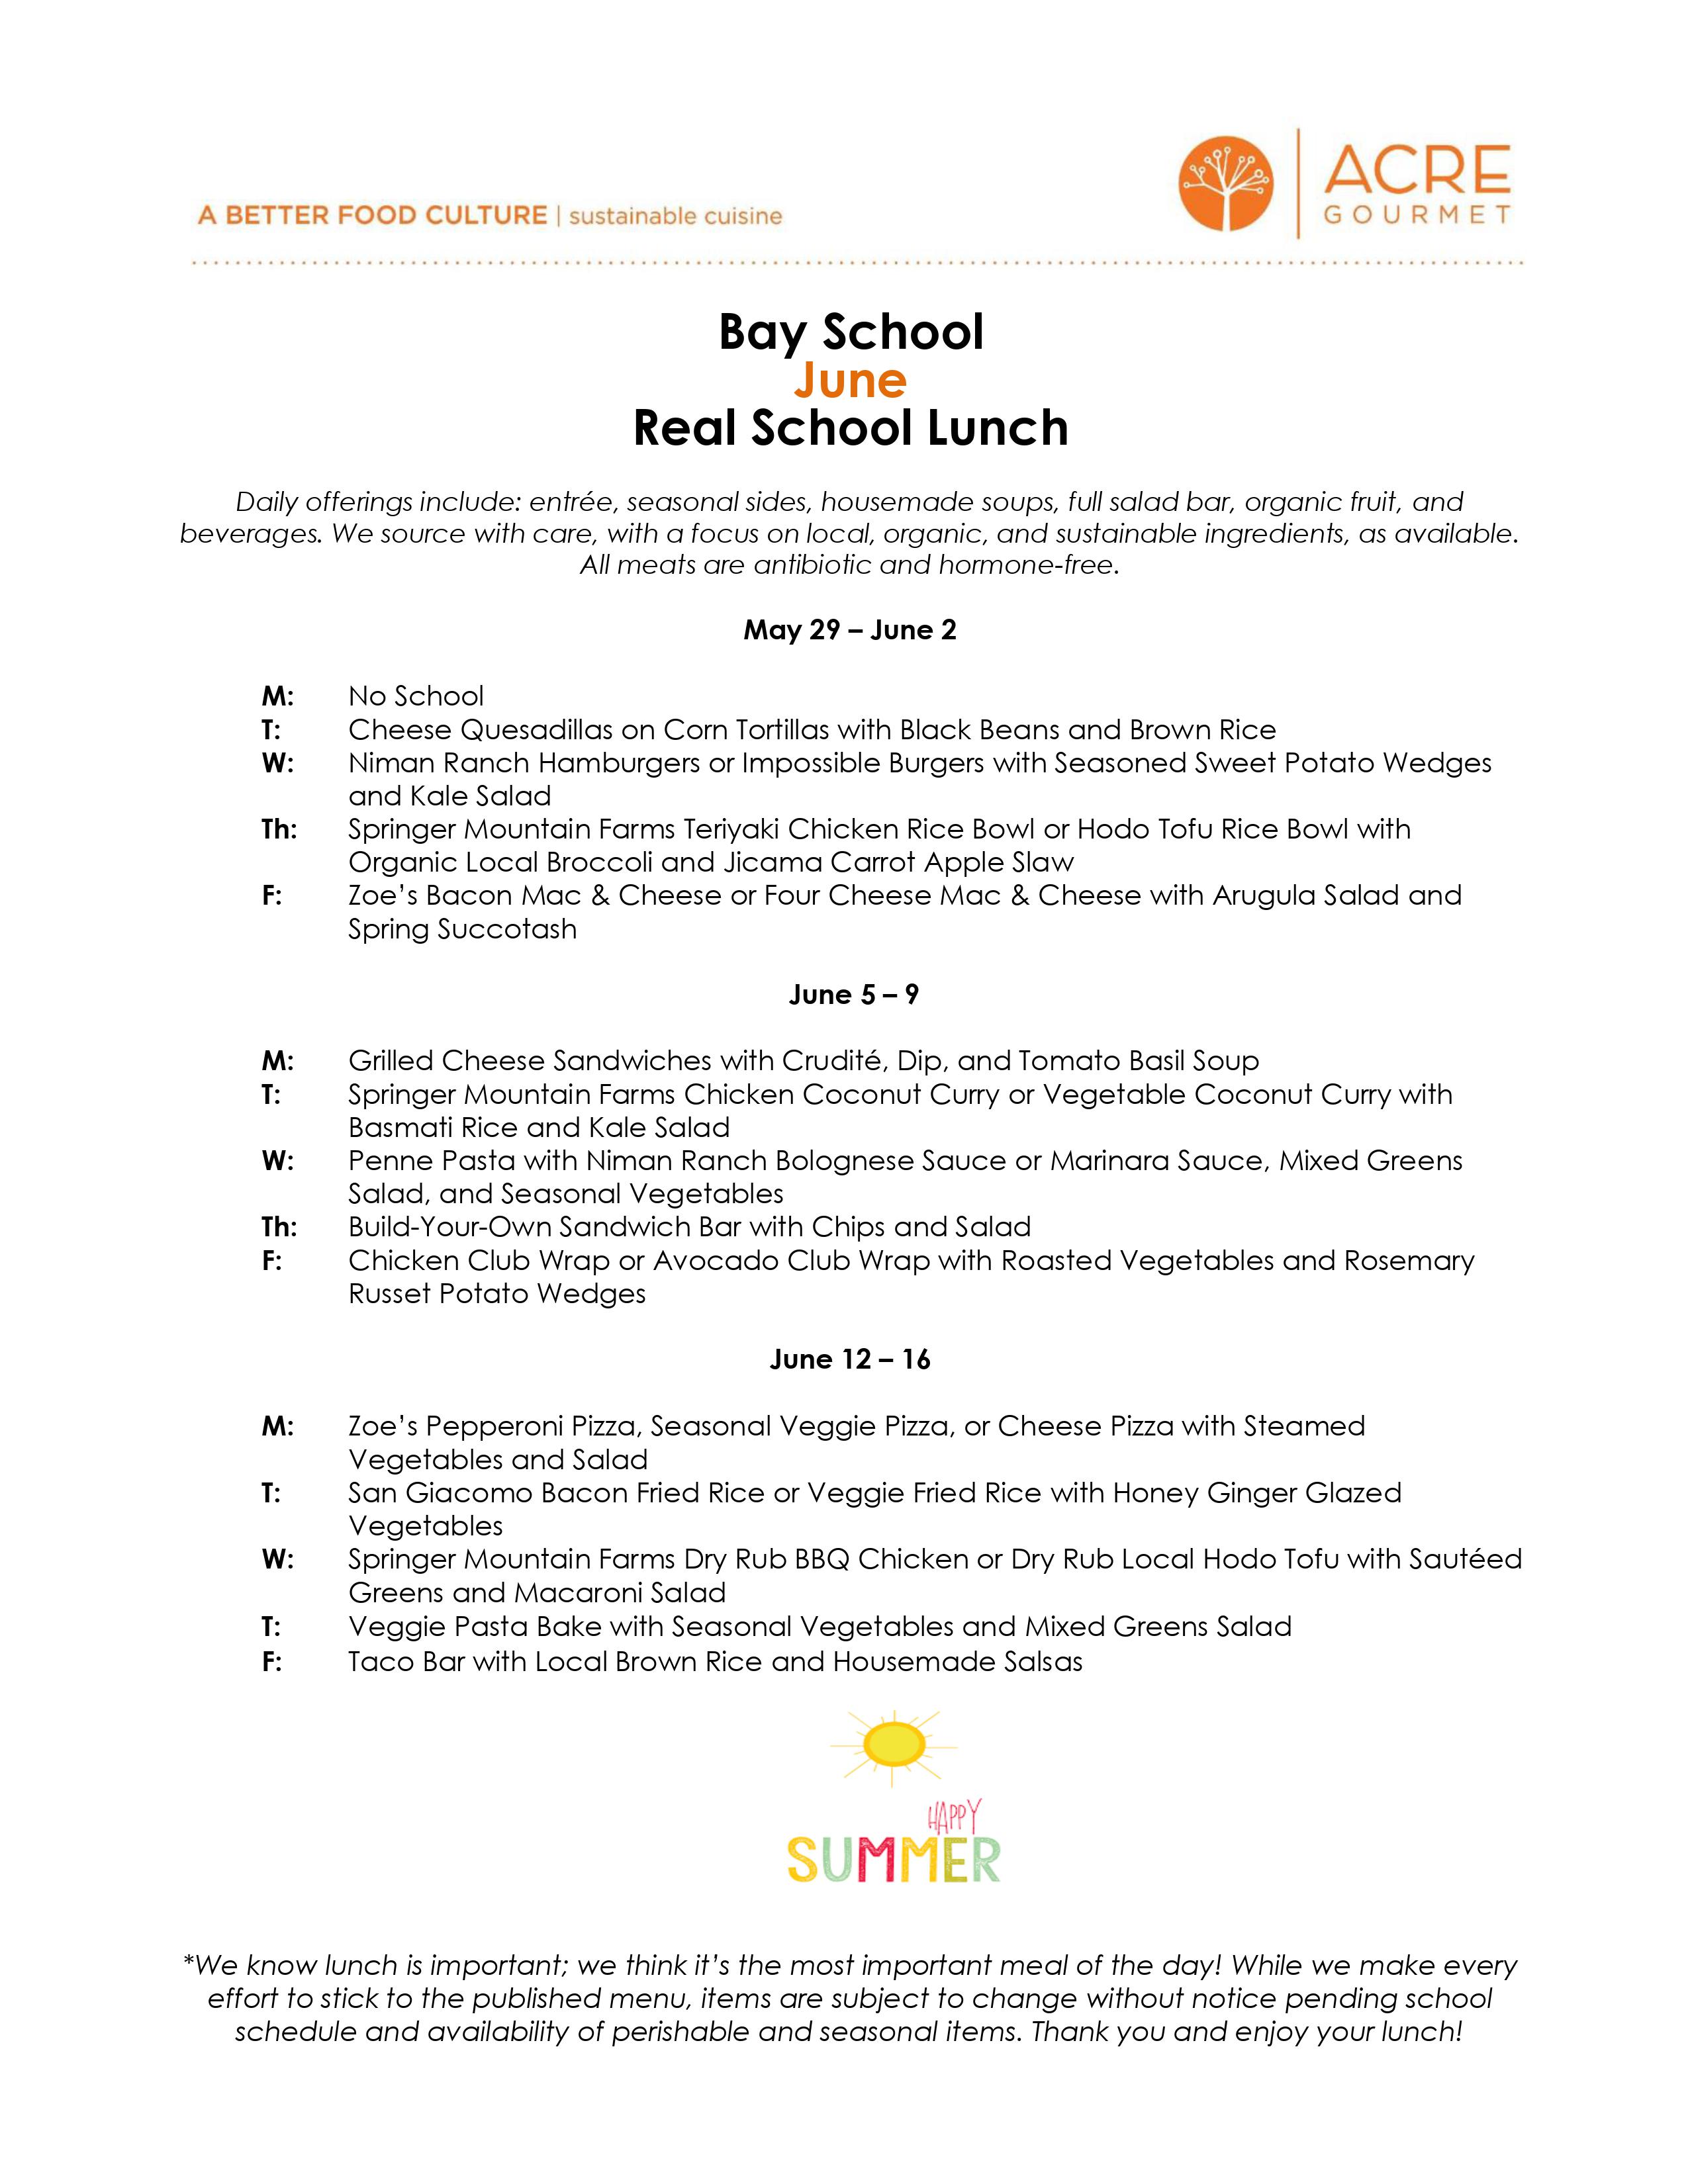 A BETTER FOOD CULTURE | sustainable cuisine
ACRE
GOURMET
Bay School
June
Real School Lunch
Daily offerings include: entrée, seasonal sides, housemade soups, full salad bar, organic fruit, and
beverages. We source with care, with a focus on local, organic, and sustainable ingredients, as available.
All meats are antibiotic and hormone-free.
May 29 – June 2
M: No School
T: Cheese Quesadillas on Corn Tortillas with Black Beans and Brown Rice
W: Niman Ranch Hamburgers or Impossible Burgers with Seasoned Sweet Potato Wedges
and Kale Salad
Th: Springer Mountain Farms Teriyaki Chicken Rice Bowl or Hodo Tofu Rice Bowl with
Organic Local Broccoli and Jicama Carrot Apple Slaw
F: Zoe’s Bacon Mac & Cheese or Four Cheese Mac & Cheese with Arugula Salad and
Spring Succotash
June 5 – 9
M: Grilled Cheese Sandwiches with Crudité, Dip, and Tomato Basil Soup
T: Springer Mountain Farms Chicken Coconut Curry or Vegetable Coconut Curry with
Basmati Rice and Kale Salad
W: Penne Pasta with Niman Ranch Bolognese Sauce or Marinara Sauce, Mixed Greens
Salad, and Seasonal Vegetables
Th: Build-Your-Own Sandwich Bar with Chips and Salad
F: Chicken Club Wrap or Avocado Club Wrap with Roasted Vegetables and Rosemary
Russet Potato Wedges
June 12 – 16
M: Zoe’s Pepperoni Pizza, Seasonal Veggie Pizza, or Cheese Pizza with Steamed
Vegetables and Salad
T: San Giacomo Bacon Fried Rice or Veggie Fried Rice with Honey Ginger Glazed
Vegetables
W: Springer Mountain Farms Dry Rub BBQ Chicken or Dry Rub Local Hodo Tofu with Sautéed
Greens and Macaroni Salad
T: Veggie Pasta Bake with Seasonal Vegetables and Mixed Greens Salad
F: Taco Bar with Local Brown Rice and Housemade Salsas
HAPPY
SUMMER
*We know lunch is important; we think it’s the most important meal of the day! While we make every
effort to stick to the published menu, items are subject to change without notice pending school
schedule and availability of perishable and seasonal items. Thank you and enjoy your lunch!